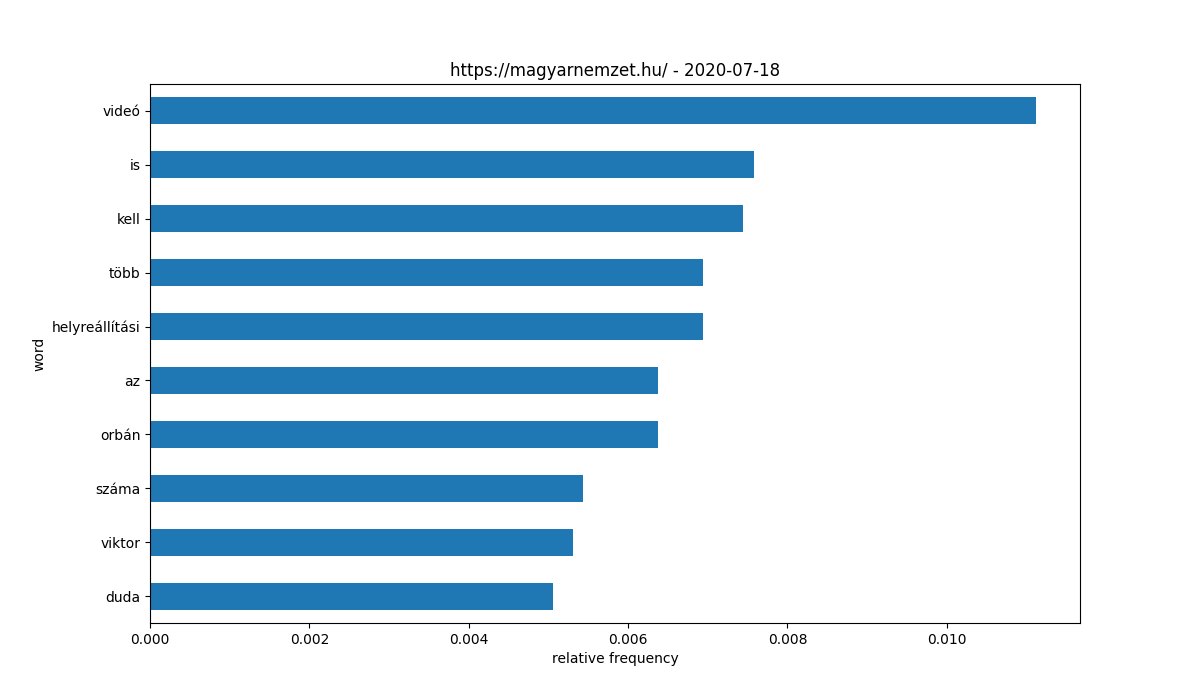 https://magyarnemzet.hu/ - 2020-07-18
videó
is
kell
több
helyreállítási
az
orbán
száma
viktor
duda
word
0.000 0.002 0.004 0.006 0.008 0.010
relative frequency